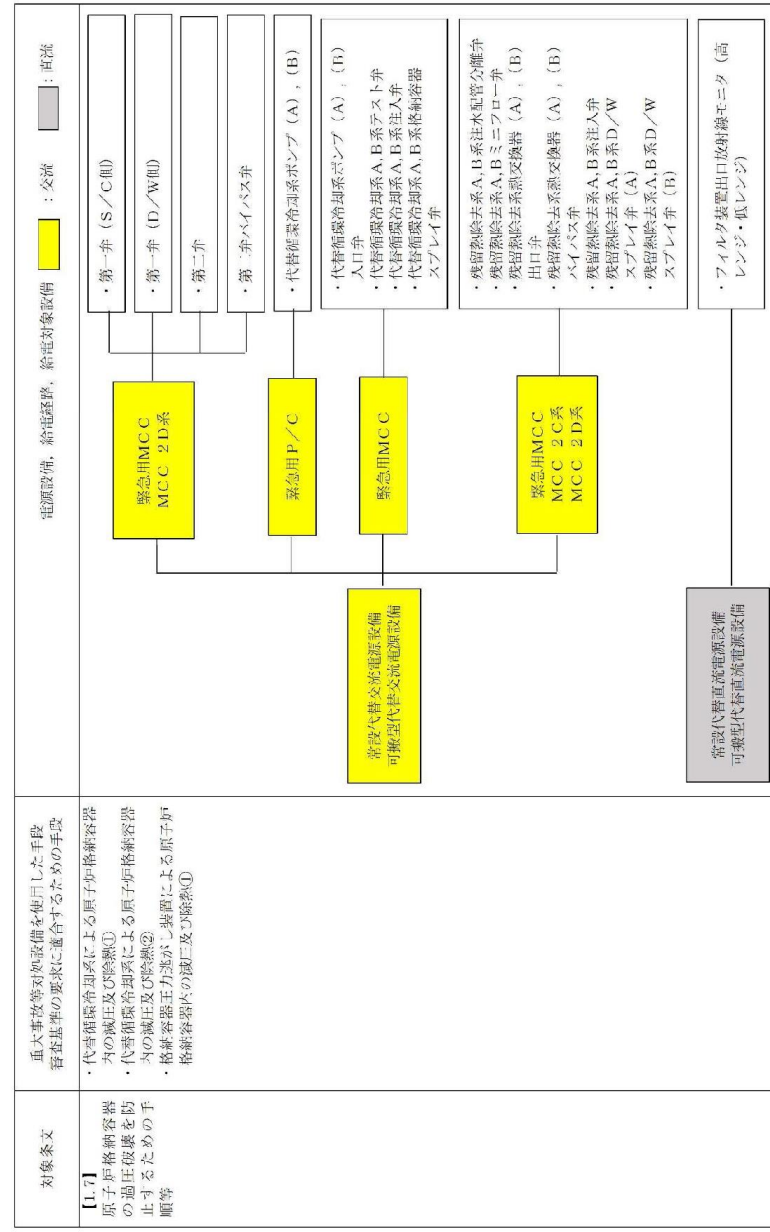 対象条文
【1.7】
原子炉格納容器
の過圧破壊を防
止するための手
順等
重大事故等対処設備を使用した手段
審査基準の要求に適合するための手段
・代替循環冷却系による原子炉格納容器
内の減圧及び除熱①
・代替循環冷却系による原子炉格納容器
内の減圧及び除熱②
・格納容器圧力逃がし装置による原子炉
格納容器内の減圧及び除熱①
電源設備，給電経路，給電対象設備
：交流
：直流
常設代替交流電源設備
可搬型代替交流電源設備
緊急用MCC
MCC 2D系
・第一弁（S／C側）
・第一弁（D／W側）
・第二弁
・第二弁バイパス弁
緊急用P／C
・代替循環冷却系ポンプ（A），（B）
緊急用MCC
・代替循環冷却系ポンプ（A），（B）
入口弁
・代替循環冷却系A,B系テスト弁
・代替循環冷却系A,B系注入弁
・代替循環冷却系A,B系格納容器
スプレイ弁
緊急用MCC
MCC 2C系
MCC 2D系
・残留熱除去系A,B系注水配管分離弁
・残留熱除去系A,Bミニフロー弁
・残留熱除去系熱交換器（A），（B）
出口弁
・残留熱除去系熱交換器（A），（B）
バイパス弁
・残留熱除去系A,B系注入弁
・残留熱除去系A,B系D／W
スプレイ弁（A）
・残留熱除去系A,B系D／W
スプレイ弁（B）
常設代替直流電源設備
可搬型代替直流電源設備
・フィルタ装置出口放射線モニタ（高
レンジ・低レンジ）